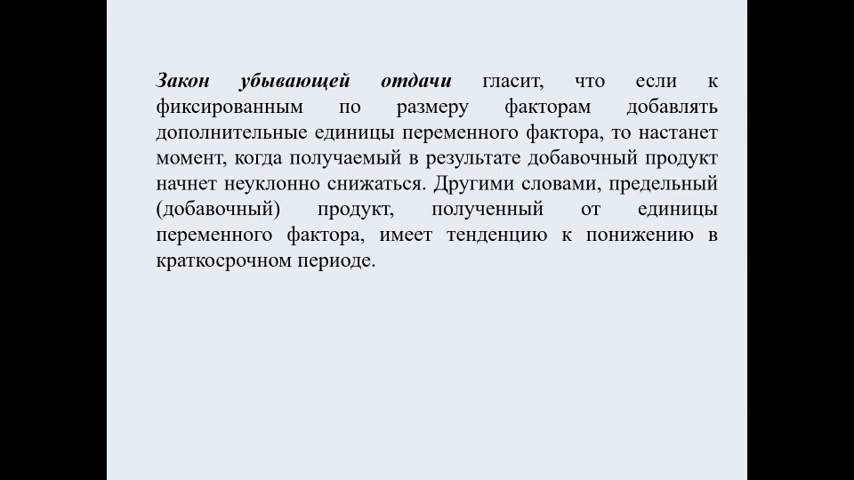 Закон убывающей отдачи гласит, что если к
фиксированным по размеру факторам добавлять
дополнительные единицы переменного фактора, то настанет
момент, когда получаемый в результате добавочный продукт
начнет неуклонно снижаться. Другими словами, предельный
(добавочный) продукт, полученный от единицы
переменного фактора, имеет тенденцию к понижению в
краткосрочном периоде.